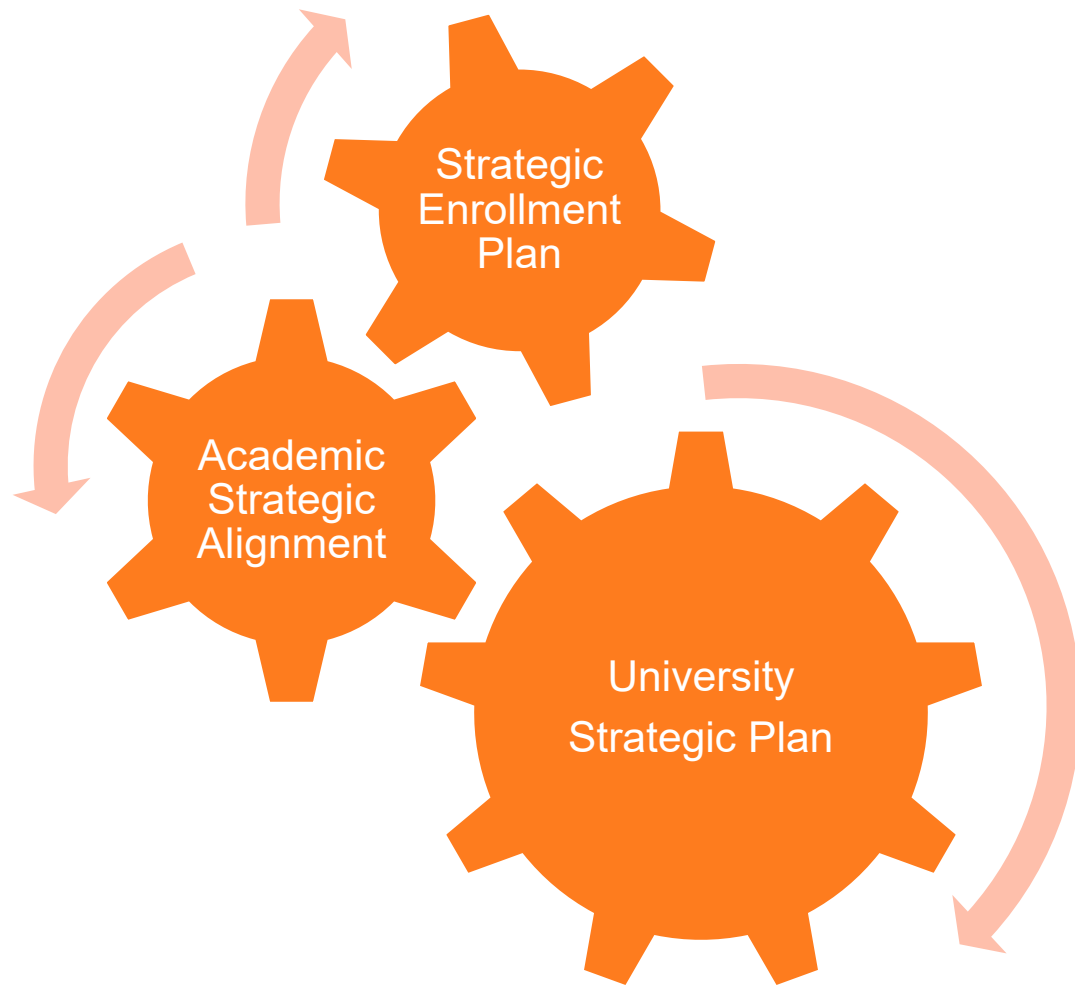 Strategic
Enrollment
Plan
Academic
Strategic
Alignment
University
Strategic Plan